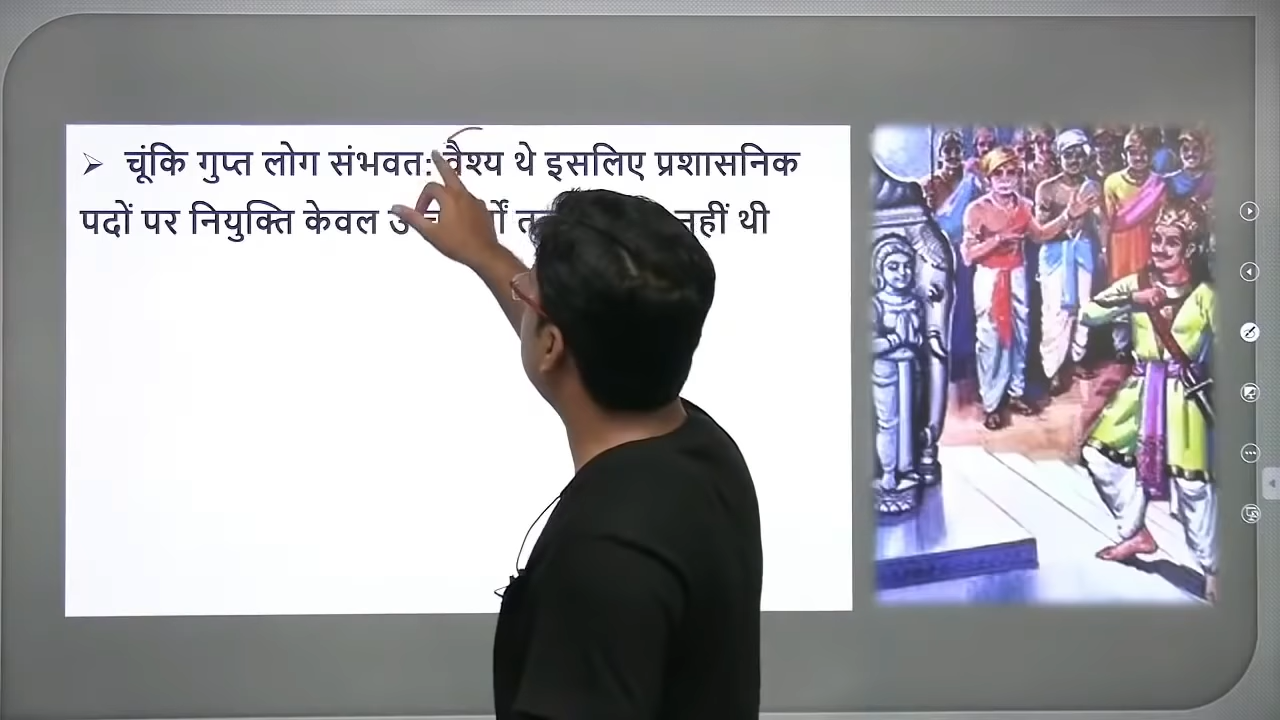 ➢ चूंकि गुप्त लोग संभवत: वैश्य थे इसलिए प्रशासनिक
पदों पर नियुक्ति केवल नहीं थी